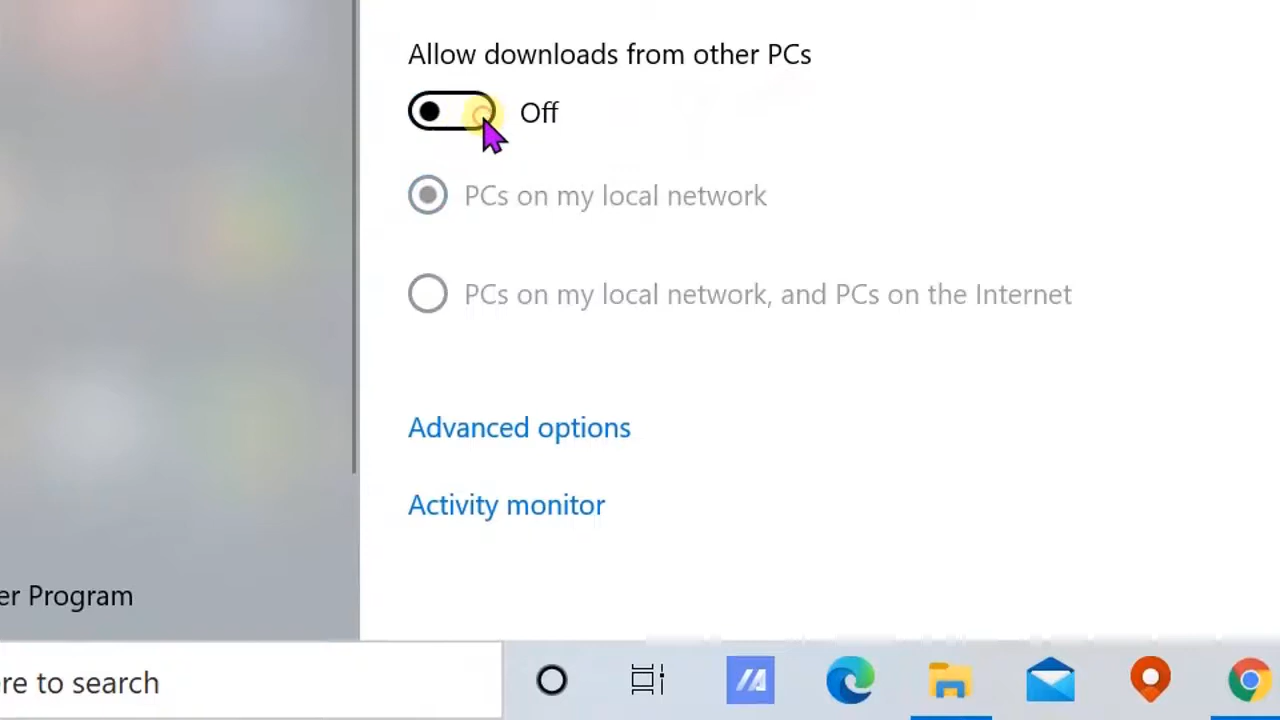 Allow downloads from other PCs
Off
PCs on my local network
PCs on my local network, and PCs on the Internet
Advanced options
Activity monitor
er Program
re to search